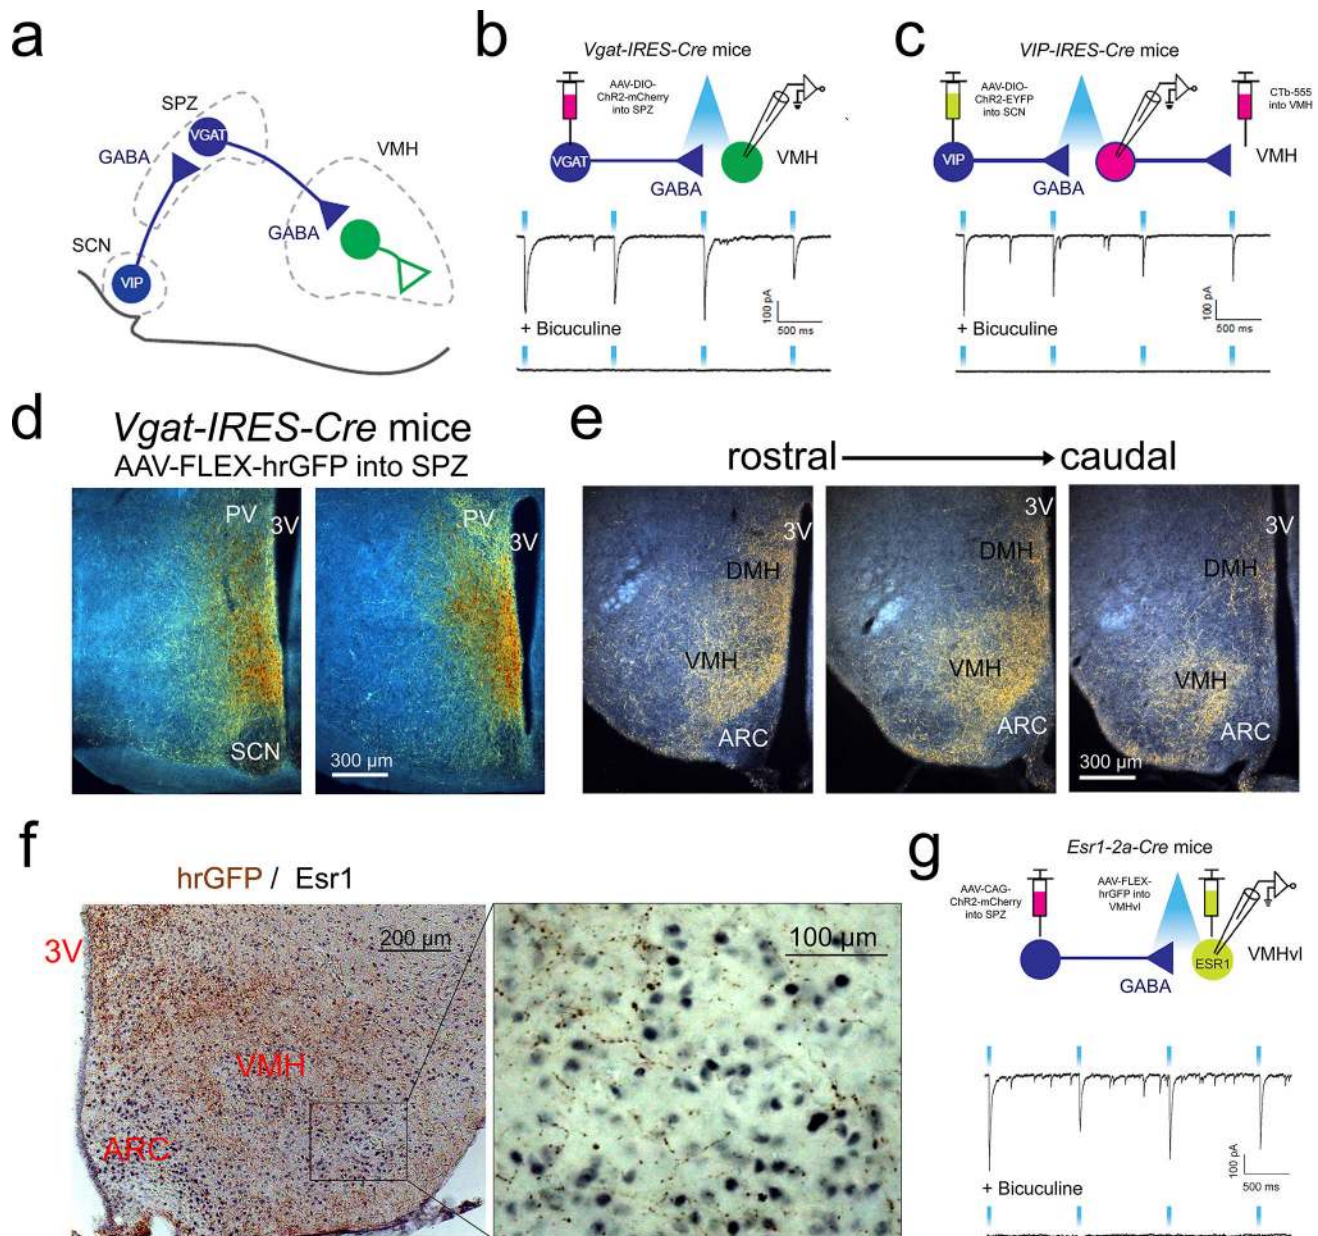 a
SPZ
VGAT
GABA
VMH
GABA
SCN
VIP
b
Vgat-IRES-Cre mice
AAV-DIO-
ChR2-mCherry
into SPZ
VGAT
VMH
GABA
100 pA
500 ms
+ Bicuculine
c
VIP-IRES-Cre mice
AAV-DIO-
ChR2-EYFP
into SCN
CTb-555
into VMH
VIP
VMH
GABA
100 pA
500 ms
+ Bicuculine
d
Vgat-IRES-Cre mice
AAV-FLEX-hrGFP into SPZ
PV
3V
SCN
PV
3V
300 µm
e
rostral
caudal
3V
DMH
VMH
ARC
3V
DMH
VMH
ARC
3V
DMH
VMH
ARC
300 µm
f
hrGFP / Esr1
3V
200 µm
VMH
ARC
100 µm
g
Esr1-2a-Cre mice
AAV-CAG-
ChR2-mCherry
into SPZ
AAV-FLEX-
hrGFP into
VMHvl
ESR1
VMHvl
GABA
100 pA
500 ms
+ Bicuculine